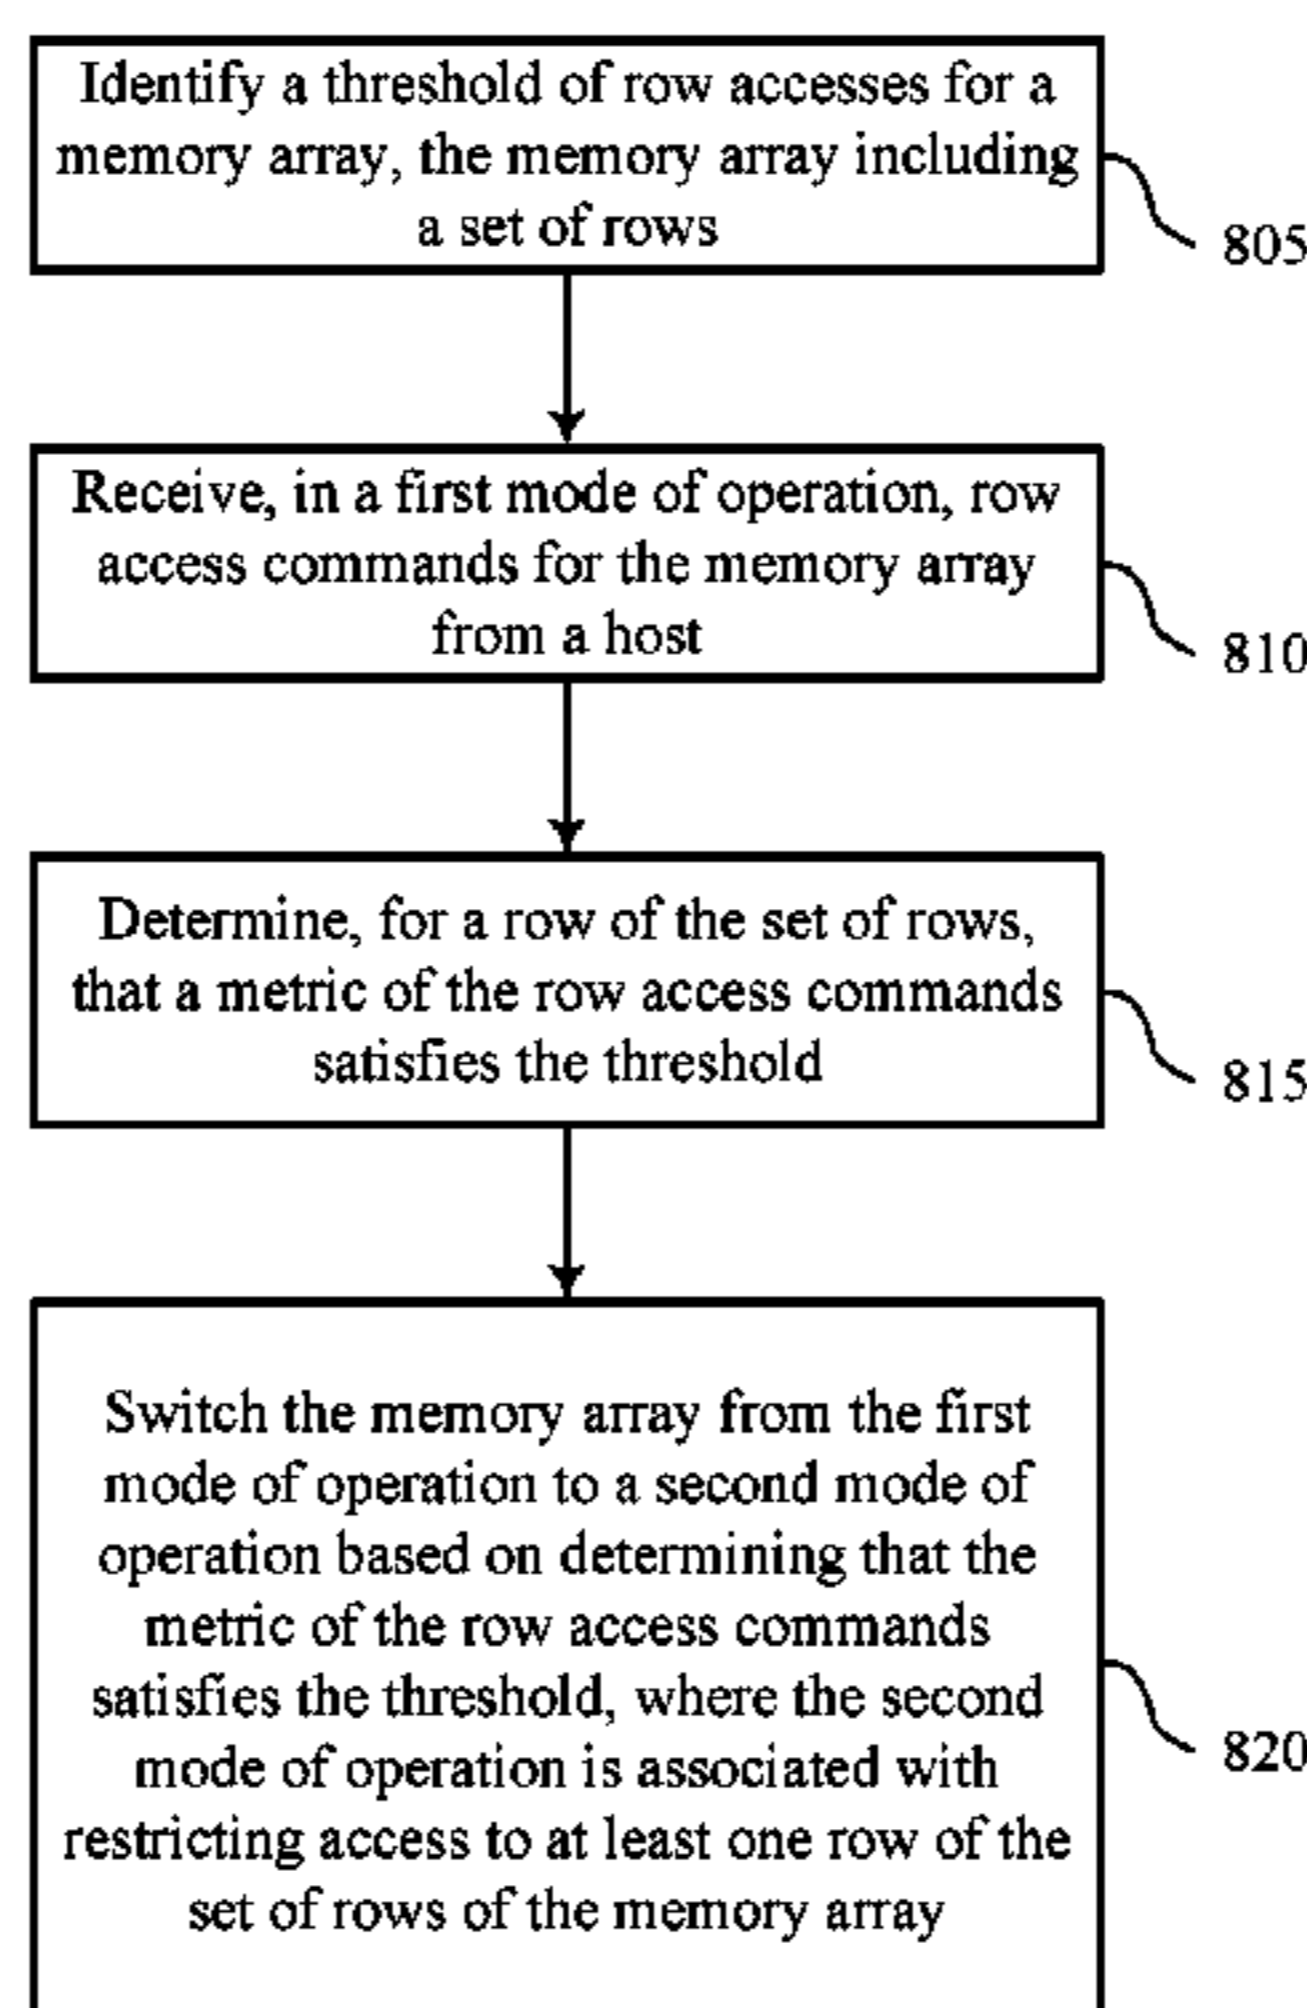 Identify a threshold of row accesses for a
memory array, the memory array including
a set of rows
805
Receive, in a first mode of operation, row
access commands for the memory array
from a host
810
Determine, for a row of the set of rows,
that a metric of the row access commands
satisfies the threshold
815
Switch the memory array from the first
mode of operation to a second mode of
operation based on determining that the
metric of the row access commands
satisfies the threshold, where the second
mode of operation is associated with
restricting access to at least one row of the
set of rows of the memory array
820